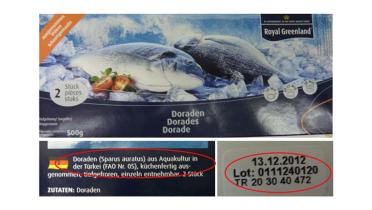 Royal Greenland
2 Stück
pièces
stuks
Doraden
Dorades
Dorade
500g
Doraden (Sparus auratus) aus Aquakultur in
der Türkei (FAO Nr. 05), küchenfertig aus-
genommen, tiefgefroren, einzeln entnehmbar. 2 Stück
ZUTATEN: Doraden
13.12.2012
Lot: 0111240120
TR 20 30 40 472